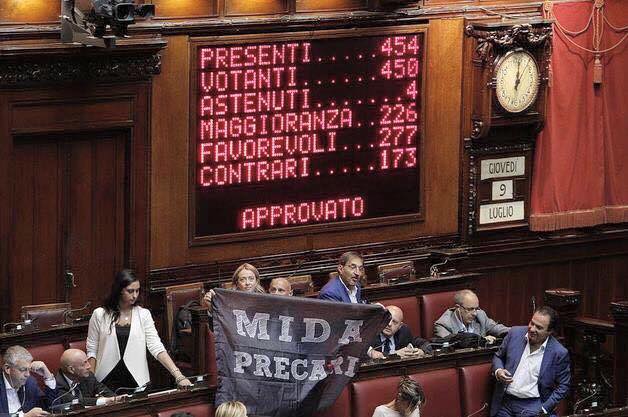 PRESENTI.....454
VOTANTI......450
ASTENUTI.......4
MAGGIORANZA..226
FAVOREVOLI...277
CONTRARI.....173
APPROVATO
GIOVEDI
9
LUGLIO
MIDA
PRECARI